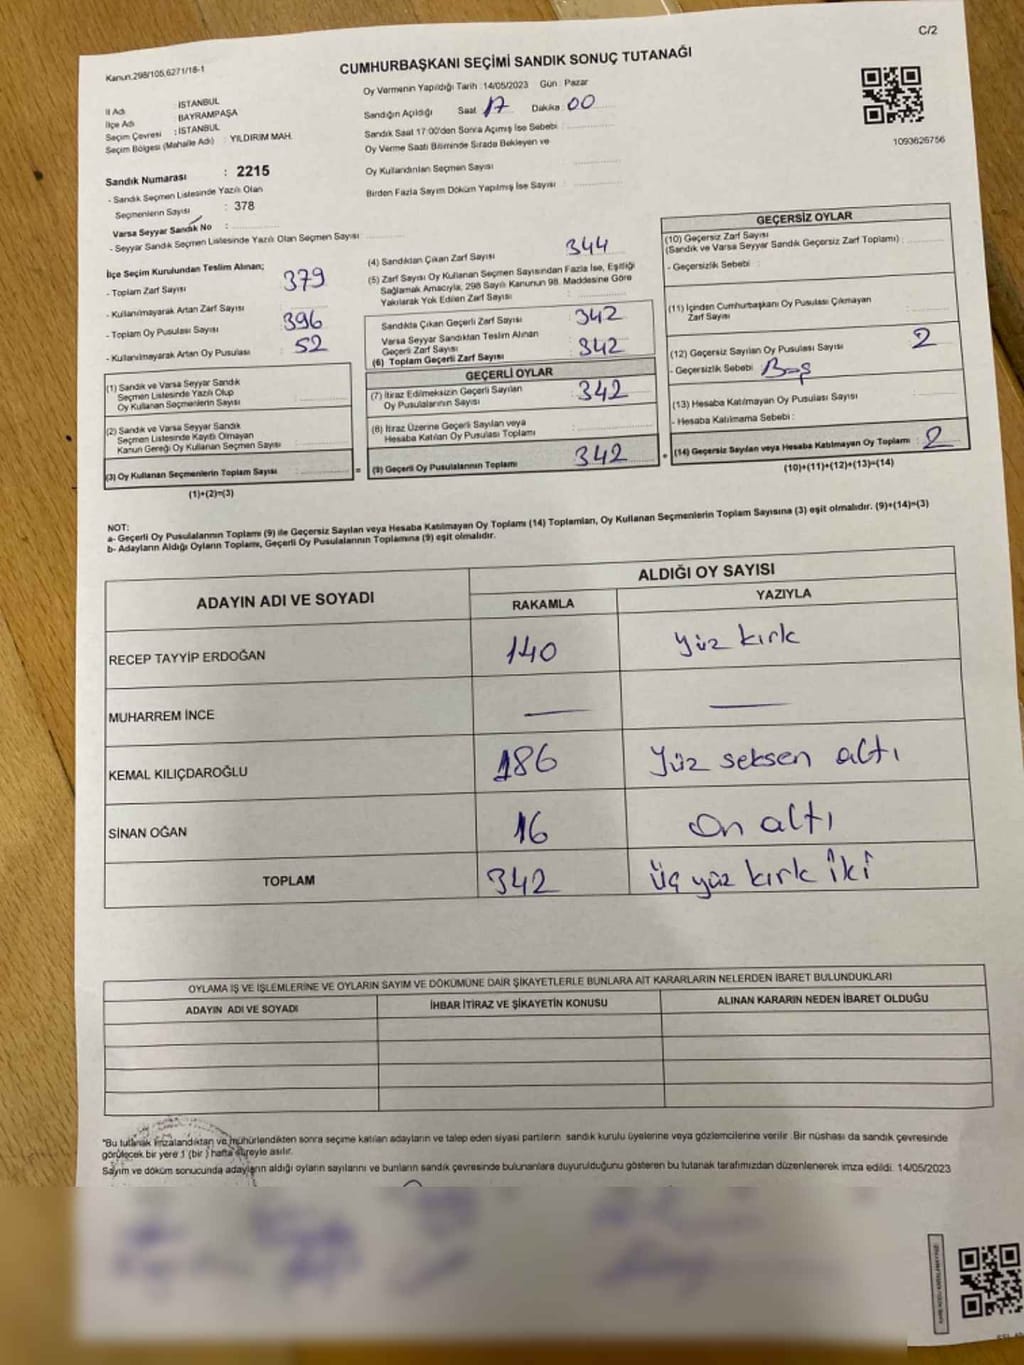 C/2
Kanun.298/105,6271/18-1
CUMHURBAŞKANI SEÇİMİ SANDIK SONUÇ TUTANAĞI
İl Adı : İSTANBUL
İlçe Adı : BAYRAMPAŞA
Seçim Çevresi : İSTANBUL
Seçim Bölgesi (Mahalle Adı) : YILDIRIM MAH.
Sandık Numarası : 2215
- Sandık Seçmen Listesinde Yazılı Olan
Seçmenlerin Sayısı : 378
Varsa Seyyar Sandık No :
- Seyyar Sandık Seçmen Listesinde Yazılı Olan Seçmen Sayısı
Oy Vermenin Yapıldığı Tarih :14/05/2023 Gün : Pazar
Sandığın Açıldığı Saat 17 Dakika : 00
Sandık Saat 17:00'den Sonra Açımış İse Sebebi :
Oy Verme Saati Bitiminde Sırada Bekleyen ve
Oy Kullandırılan Seçmen Sayısı
Birden Fazla Sayım Döküm Yapılmış İse Sayısı :
1093626756
İlçe Seçim Kurulundan Teslim Alınan;
- Toplam Zarf Sayısı 379
- Kullanılmayarak Artan Zarf Sayısı
- Toplam Oy Pusulası Sayısı 396
- Kullanılmayarak Artan Oy Pusulası 52
(4) Sandıktan Çıkan Zarf Sayısı 344
(5) Zarf Sayısı Oy Kullanan Seçmen Sayısından Fazla İse, Eşitliği
Sağlamak Amacıyla, 298 Sayılı Kanunun 98. Maddesine Göre
Yakılarak Yok Edilen Zarf Sayısı :
Sandıkta Çıkan Geçerli Zarf Sayısı : 342
Varsa Seyyar Sandıktan Teslim Alınan
Geçerli Zarf Sayısı
(6) Toplam Geçerli Zarf Sayısı : 342
GEÇERSİZ OYLAR
(10) Geçersiz Zarf Sayısı
(Sandık ve Varsa Seyyar Sandık Geçersiz Zarf Toplamı) :
- Geçersizlik Sebebi :
(11) İçinden Cumhurbaşkanı Oy Pusulası Çıkmayan
Zarf Sayısı
(12) Geçersiz Sayılan Oy Pusulası Sayısı 2
- Geçersizlik Sebebi Boş
(13) Hesaba Katılmayan Oy Pusulası Sayısı
- Hesaba Katılmama Sebebi :
(14) Geçersiz Sayılan veya Hesaba Katılmayan Oy Toplamı : 2
(10)+(11)+(12)+(13)=(14)
(1) Sandık ve Varsa Seyyar Sandık
Seçmen Listesinde Yazılı Olup
Oy Kullanan Seçmenlerin Sayısı
(2) Sandık ve Varsa Seyyar Sandık
Seçmen Listesinde Kayıtlı Olmayan
Kanun Gereği Oy Kullanan Seçmen Sayısı :
(3) Oy Kullanan Seçmenlerin Toplam Sayısı =
(1)+(2)=(3)
GEÇERLİ OYLAR
(7) İtiraz Edilmeksizin Geçerli Sayılan
Oy Pusulalarının Sayısı : 342
(8) İtiraz Üzerine Geçerli Sayılan veya
Hesaba Katılan Oy Pusulası Toplamı :
(9) Geçerli Oy Pusulalarının Toplamı 342 +
NOT:
a- Geçerli Oy Pusulalarının Toplamı (9) ile Geçersiz Sayılan veya Hesaba Katılmayan Oy Toplamı (14) Toplamları, Oy Kullanan Seçmenlerin Toplam Sayısına (3) eşit olmalıdır. (9)+(14)=(3)
b- Adayların Aldığı Oyların Toplamı, Geçerli Oy Pusulalarının Toplamına (9) eşit olmalıdır.
ADAYIN ADI VE SOYADI
ALDIĞI OY SAYISI
RAKAMLA YAZIYLA
RECEP TAYYİP ERDOĞAN 140 yüz kırk
MUHARREM İNCE — —
KEMAL KILIÇDAROĞLU 186 Yüz seksen altı
SİNAN OĞAN 16 on altı
TOPLAM 342 üç yüz kırk iki
OYLAMA İŞ VE İŞLEMLERİNE VE OYLARIN SAYIM VE DÖKÜMÜNE DAİR ŞİKAYETLERLE BUNLARA AİT KARARLARIN NELERDEN İBARET BULUNDUKLARI
ADAYIN ADI VE SOYADI İHBAR İTİRAZ VE ŞİKAYETİN KONUSU ALINAN KARARIN NEDEN İBARET OLDUĞU
*Bu tutanak imzalandıktan ve mühürlendikten sonra seçime katılan adayların ve talep eden siyasi partilerin sandık kurulu üyelerine veya gözlemcilerine verilir .Bir nüshası da sandık çevresinde
görülecek bir yere 1 (bir ) hafta süreyle asılır.
Sayım ve döküm sonucunda adayların aldığı oyların sayılarını ve bunların sandık çevresinde bulunanlara duyurulduğunu gösteren bu tutanak tarafımızdan düzenlenerek imza edildi. 14/05/2023